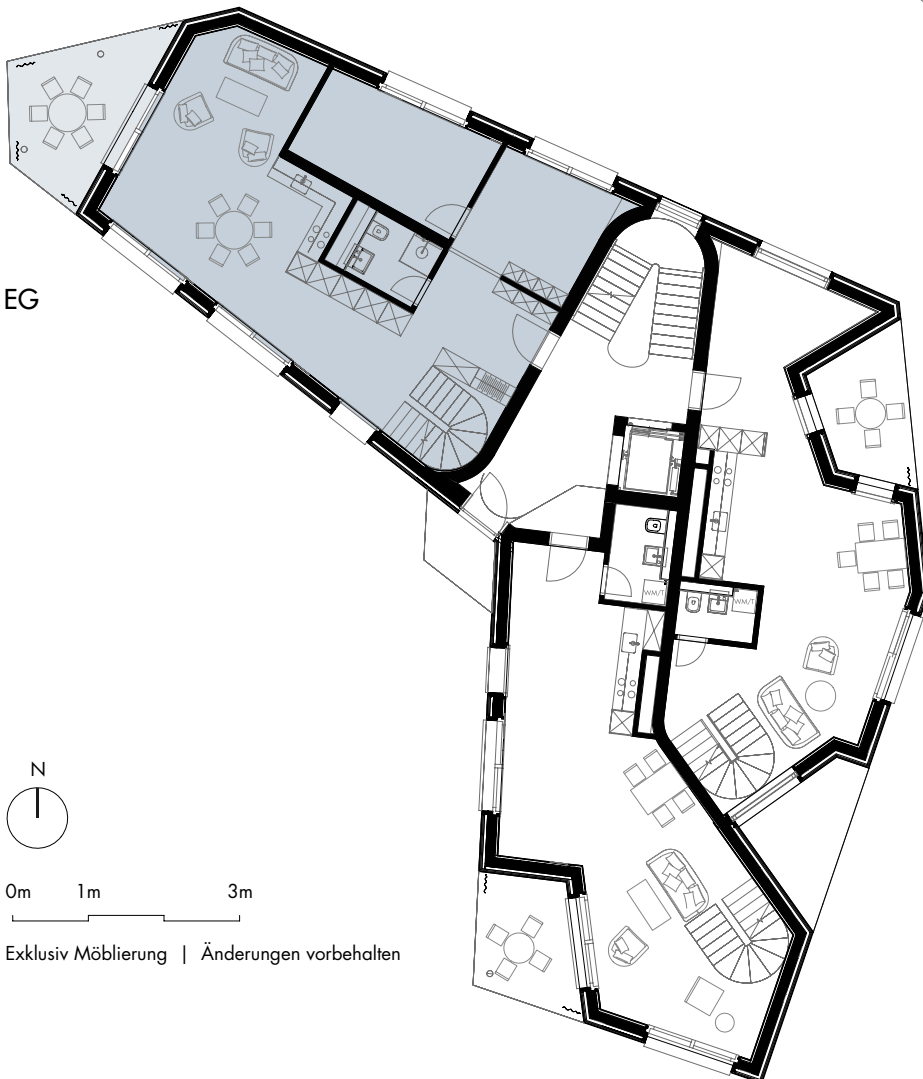 EG
WM/T
WM/T
N
0m 1m 3m
Exklusiv Möblierung | Änderungen vorbehalten